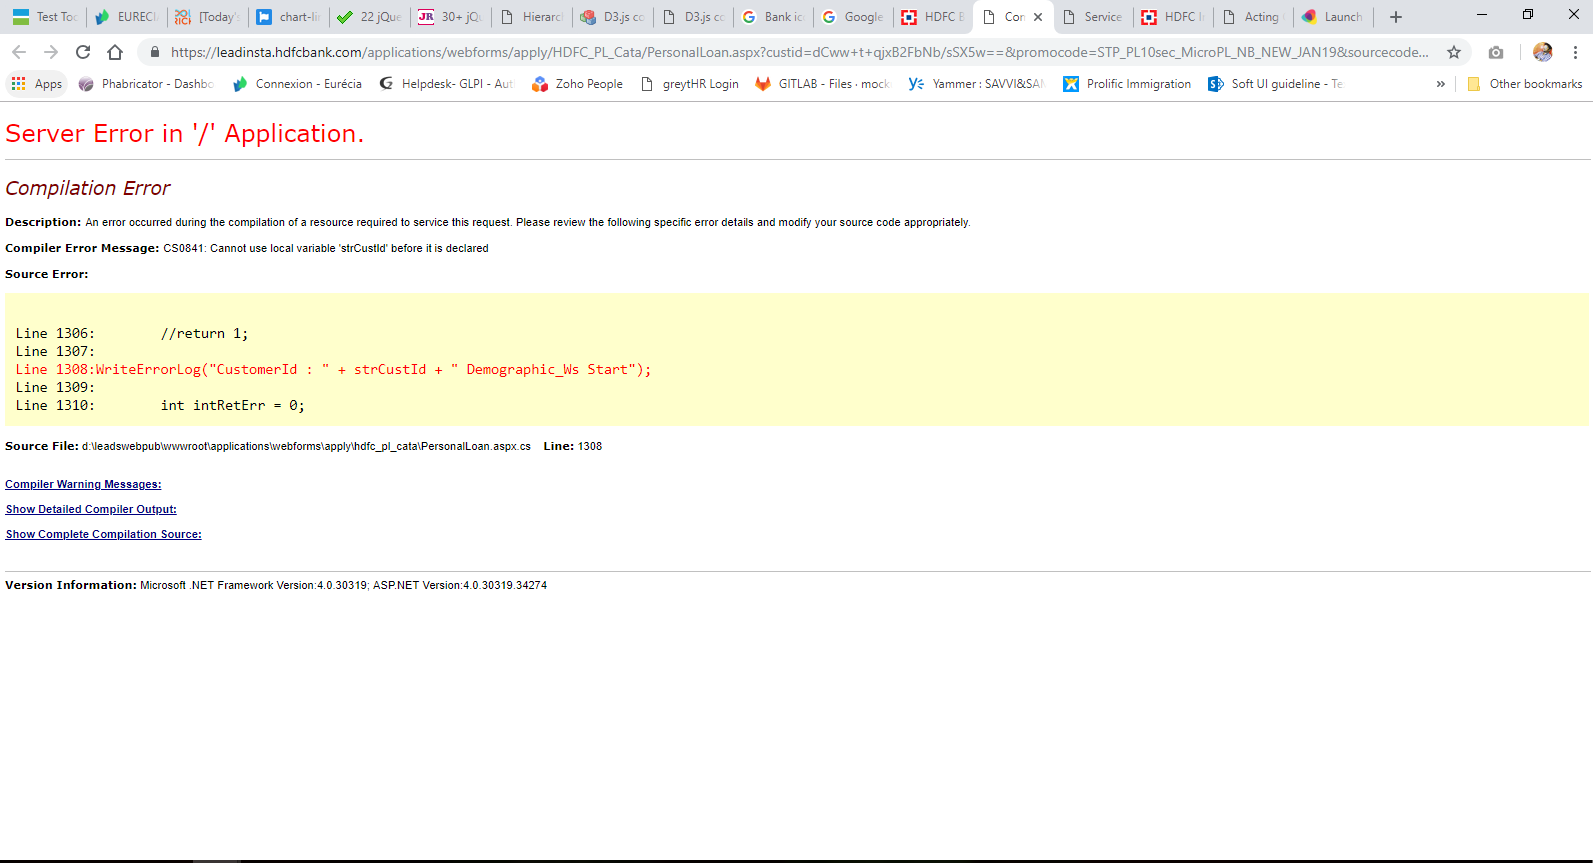 Test Too
EURECI
[Today'
chart-li
22 jQue
JR 30+ jQu
Hierarch
D3.js co
D3.js co
Bank ic
Google
HDFC B
Con
Service
HDFC I
Acting
Launch
https://leadinsta.hdfcbank.com/applications/webforms/apply/HDFC_PL_Cata/PersonalLoan.aspx?custid=dCww+t+qjxB2FbNb/sSX5w==&promocode=STP_PL10sec_MicroPL_NB_NEW_JAN19&sourcecode...
Apps
Phabricator - Dashbo
Connexion - Eurécia
Helpdesk- GLPI - Aut
Zoho People
greytHR Login
GITLAB - Files · mock
Yammer : SAVVI&SAM
Prolific Immigration
Soft UI guideline - Te
»
Other bookmarks
Server Error in '/' Application.
Compilation Error
Description: An error occurred during the compilation of a resource required to service this request. Please review the following specific error details and modify your source code appropriately.
Compiler Error Message: CS0841: Cannot use local variable 'strCustId' before it is declared
Source Error:
Line 1306:        //return 1;
Line 1307:
Line 1308:WriteErrorLog("CustomerId : " + strCustId + " Demographic_Ws Start");
Line 1309:
Line 1310:        int intRetErr = 0;
Source File: d:\leadswebpub\wwwroot\applications\webforms\apply\hdfc_pl_cata\PersonalLoan.aspx.cs    Line: 1308
Compiler Warning Messages:
Show Detailed Compiler Output:
Show Complete Compilation Source:
Version Information: Microsoft .NET Framework Version:4.0.30319; ASP.NET Version:4.0.30319.34274